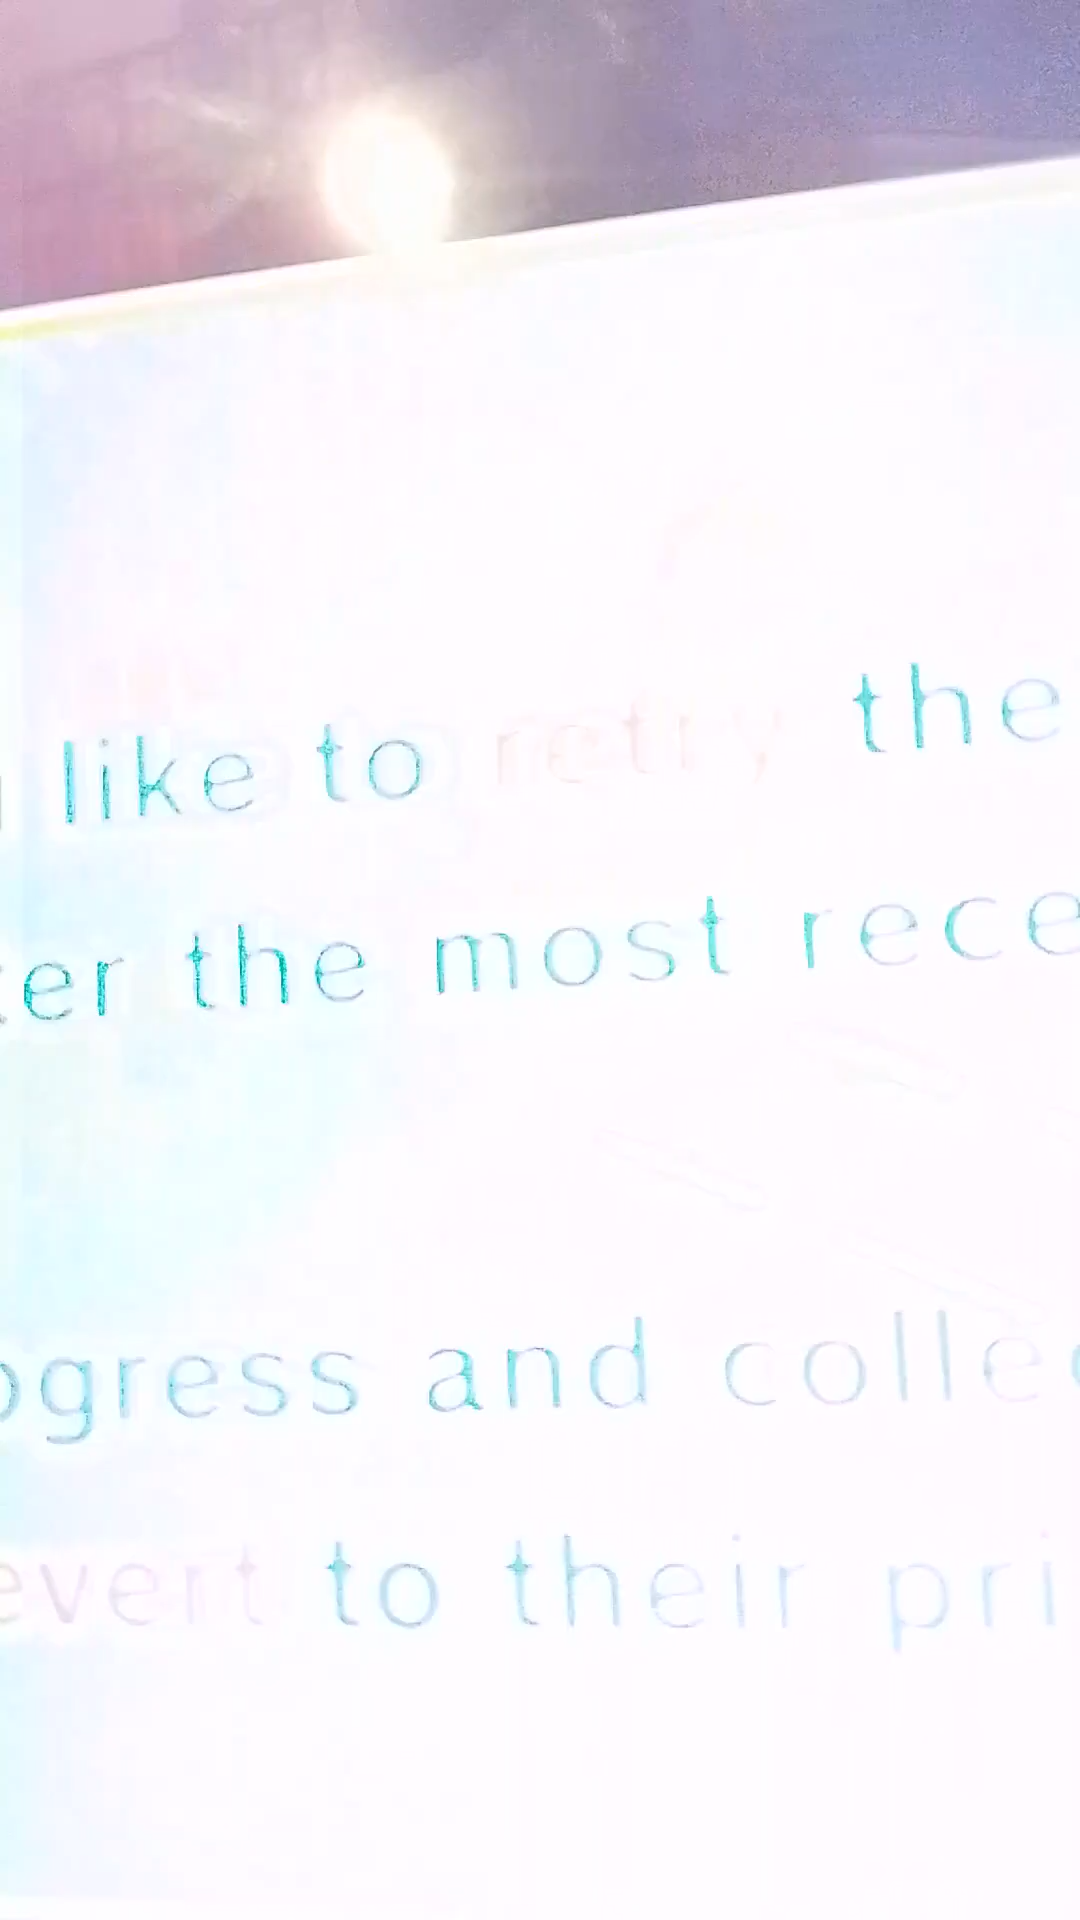 like to retry the
er the most rece
ogress and colle
evert to their pri